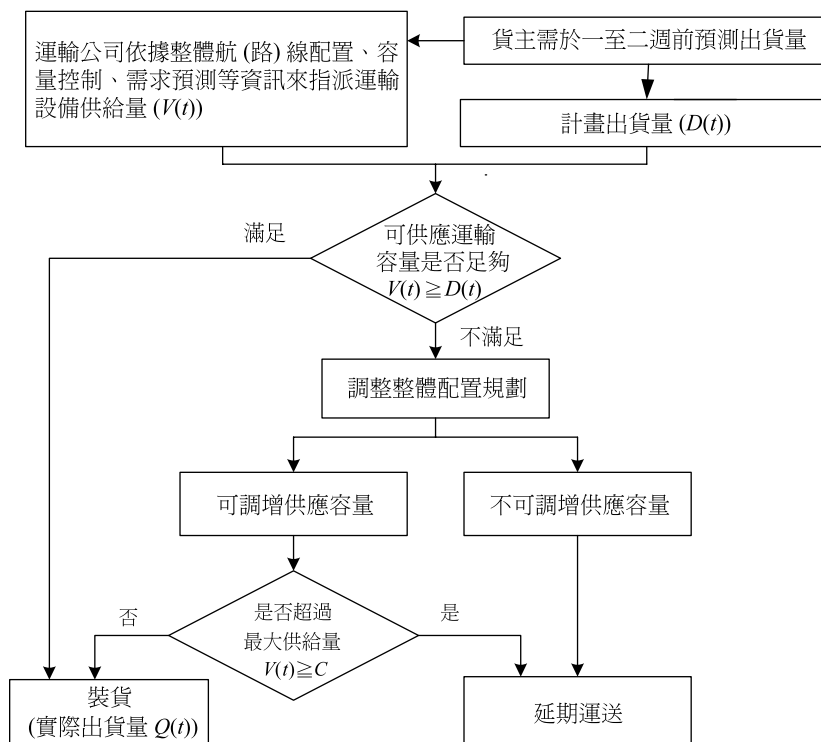 運輸公司依據整體航 (路) 線配置、容
量控制、需求預測等資訊來指派運輸
設備供給量 (V(t))
貨主需於一至二週前預測出貨量
計畫出貨量 (D(t))
滿足
可供應運輸
容量是否足夠
V(t)≧D(t)
不滿足
調整整體配置規劃
可調增供應容量
不可調增供應容量
否
是否超過
最大供給量
V(t)≧C
是
裝貨
(實際出貨量 Q(t))
延期運送